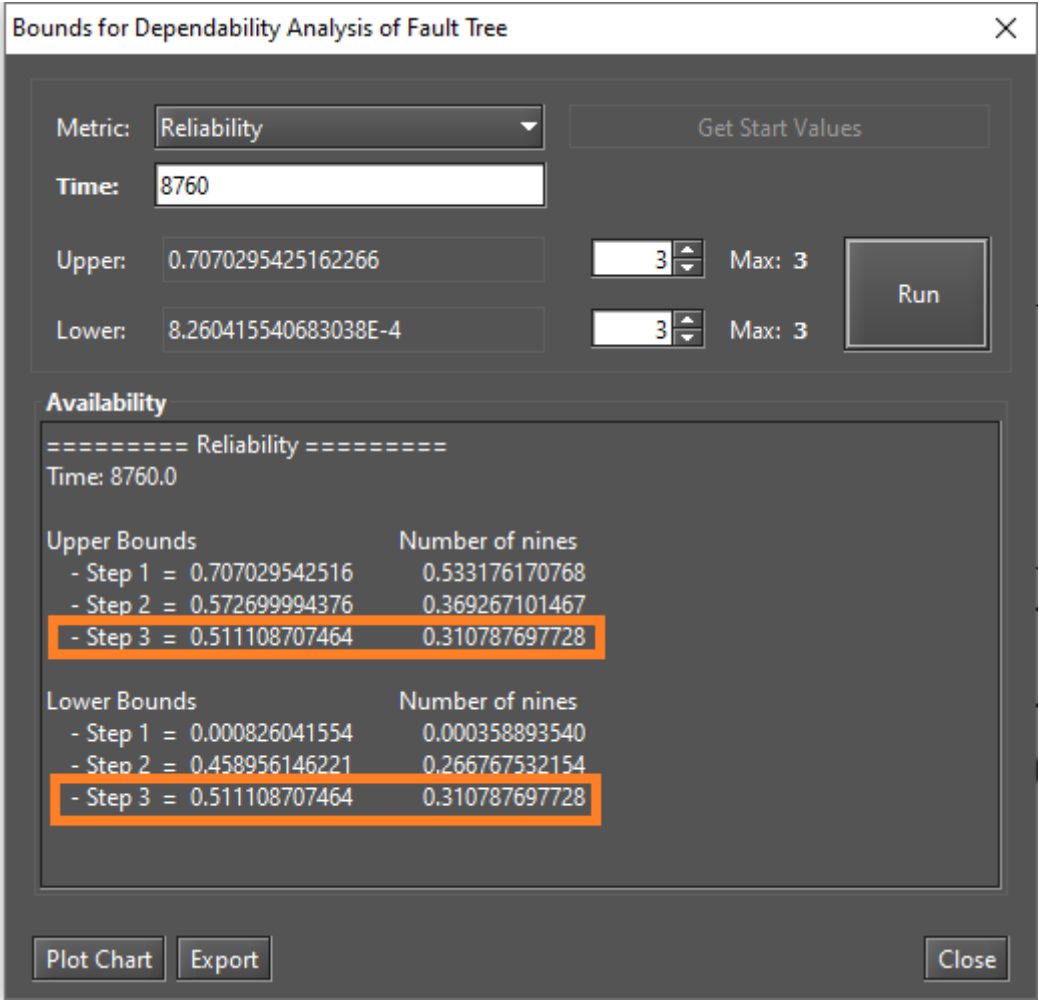 Bounds for Dependability Analysis of Fault Tree
Metric: Reliability Get Start Values
Time: 8760
Upper: 0.7070295425162266 3 Max: 3
Run
Lower: 8.260415540683038E-4 3 Max: 3
Availability
========= Reliability =========
Time: 8760.0
Upper Bounds Number of nines
- Step 1 = 0.707029542516 0.533176170768
- Step 2 = 0.572699994376 0.369267101467
- Step 3 = 0.511108707464 0.310787697728
Lower Bounds Number of nines
- Step 1 = 0.000826041554 0.000358893540
- Step 2 = 0.458956146221 0.266767532154
- Step 3 = 0.511108707464 0.310787697728
Plot Chart Export Close